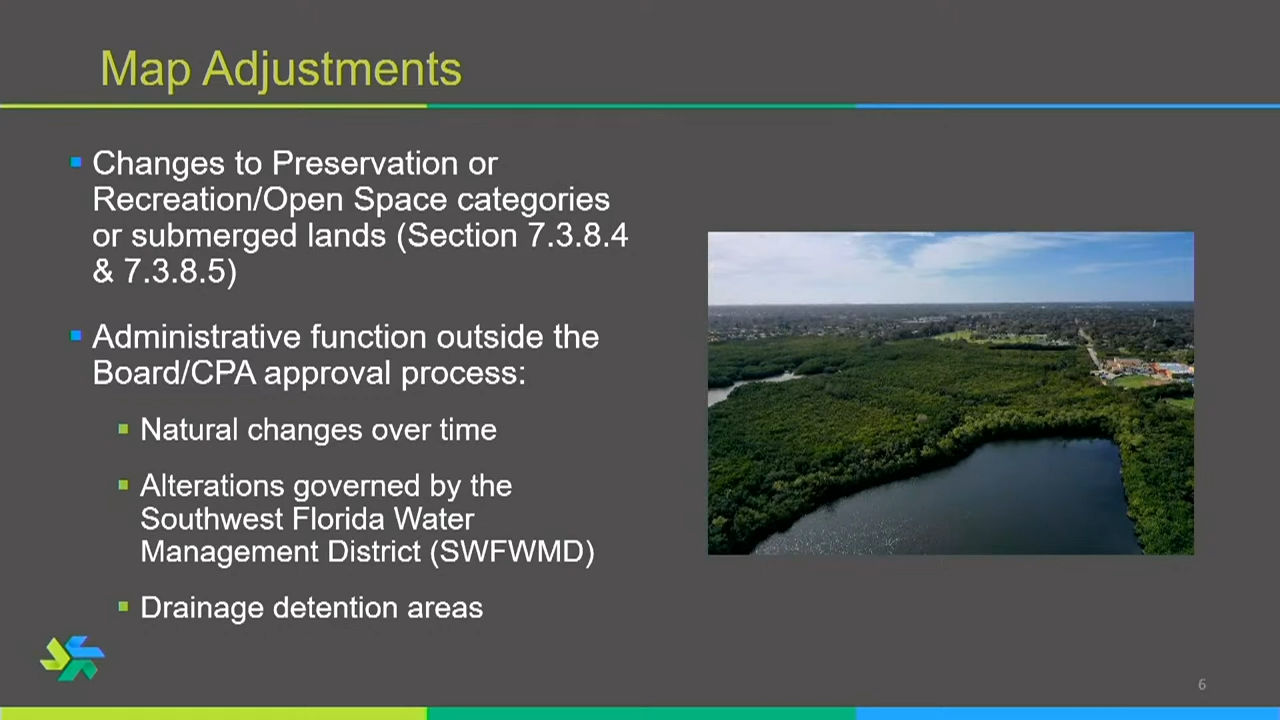 Map Adjustments
Changes to Preservation or
Recreation/Open Space categories
or submerged lands (Section 7.3.8.4
& 7.3.8.5)
Administrative function outside the
Board/CPA approval process:
Natural changes over time
Alterations governed by the
Southwest Florida Water
Management District (SWFWMD)
Drainage detention areas
6